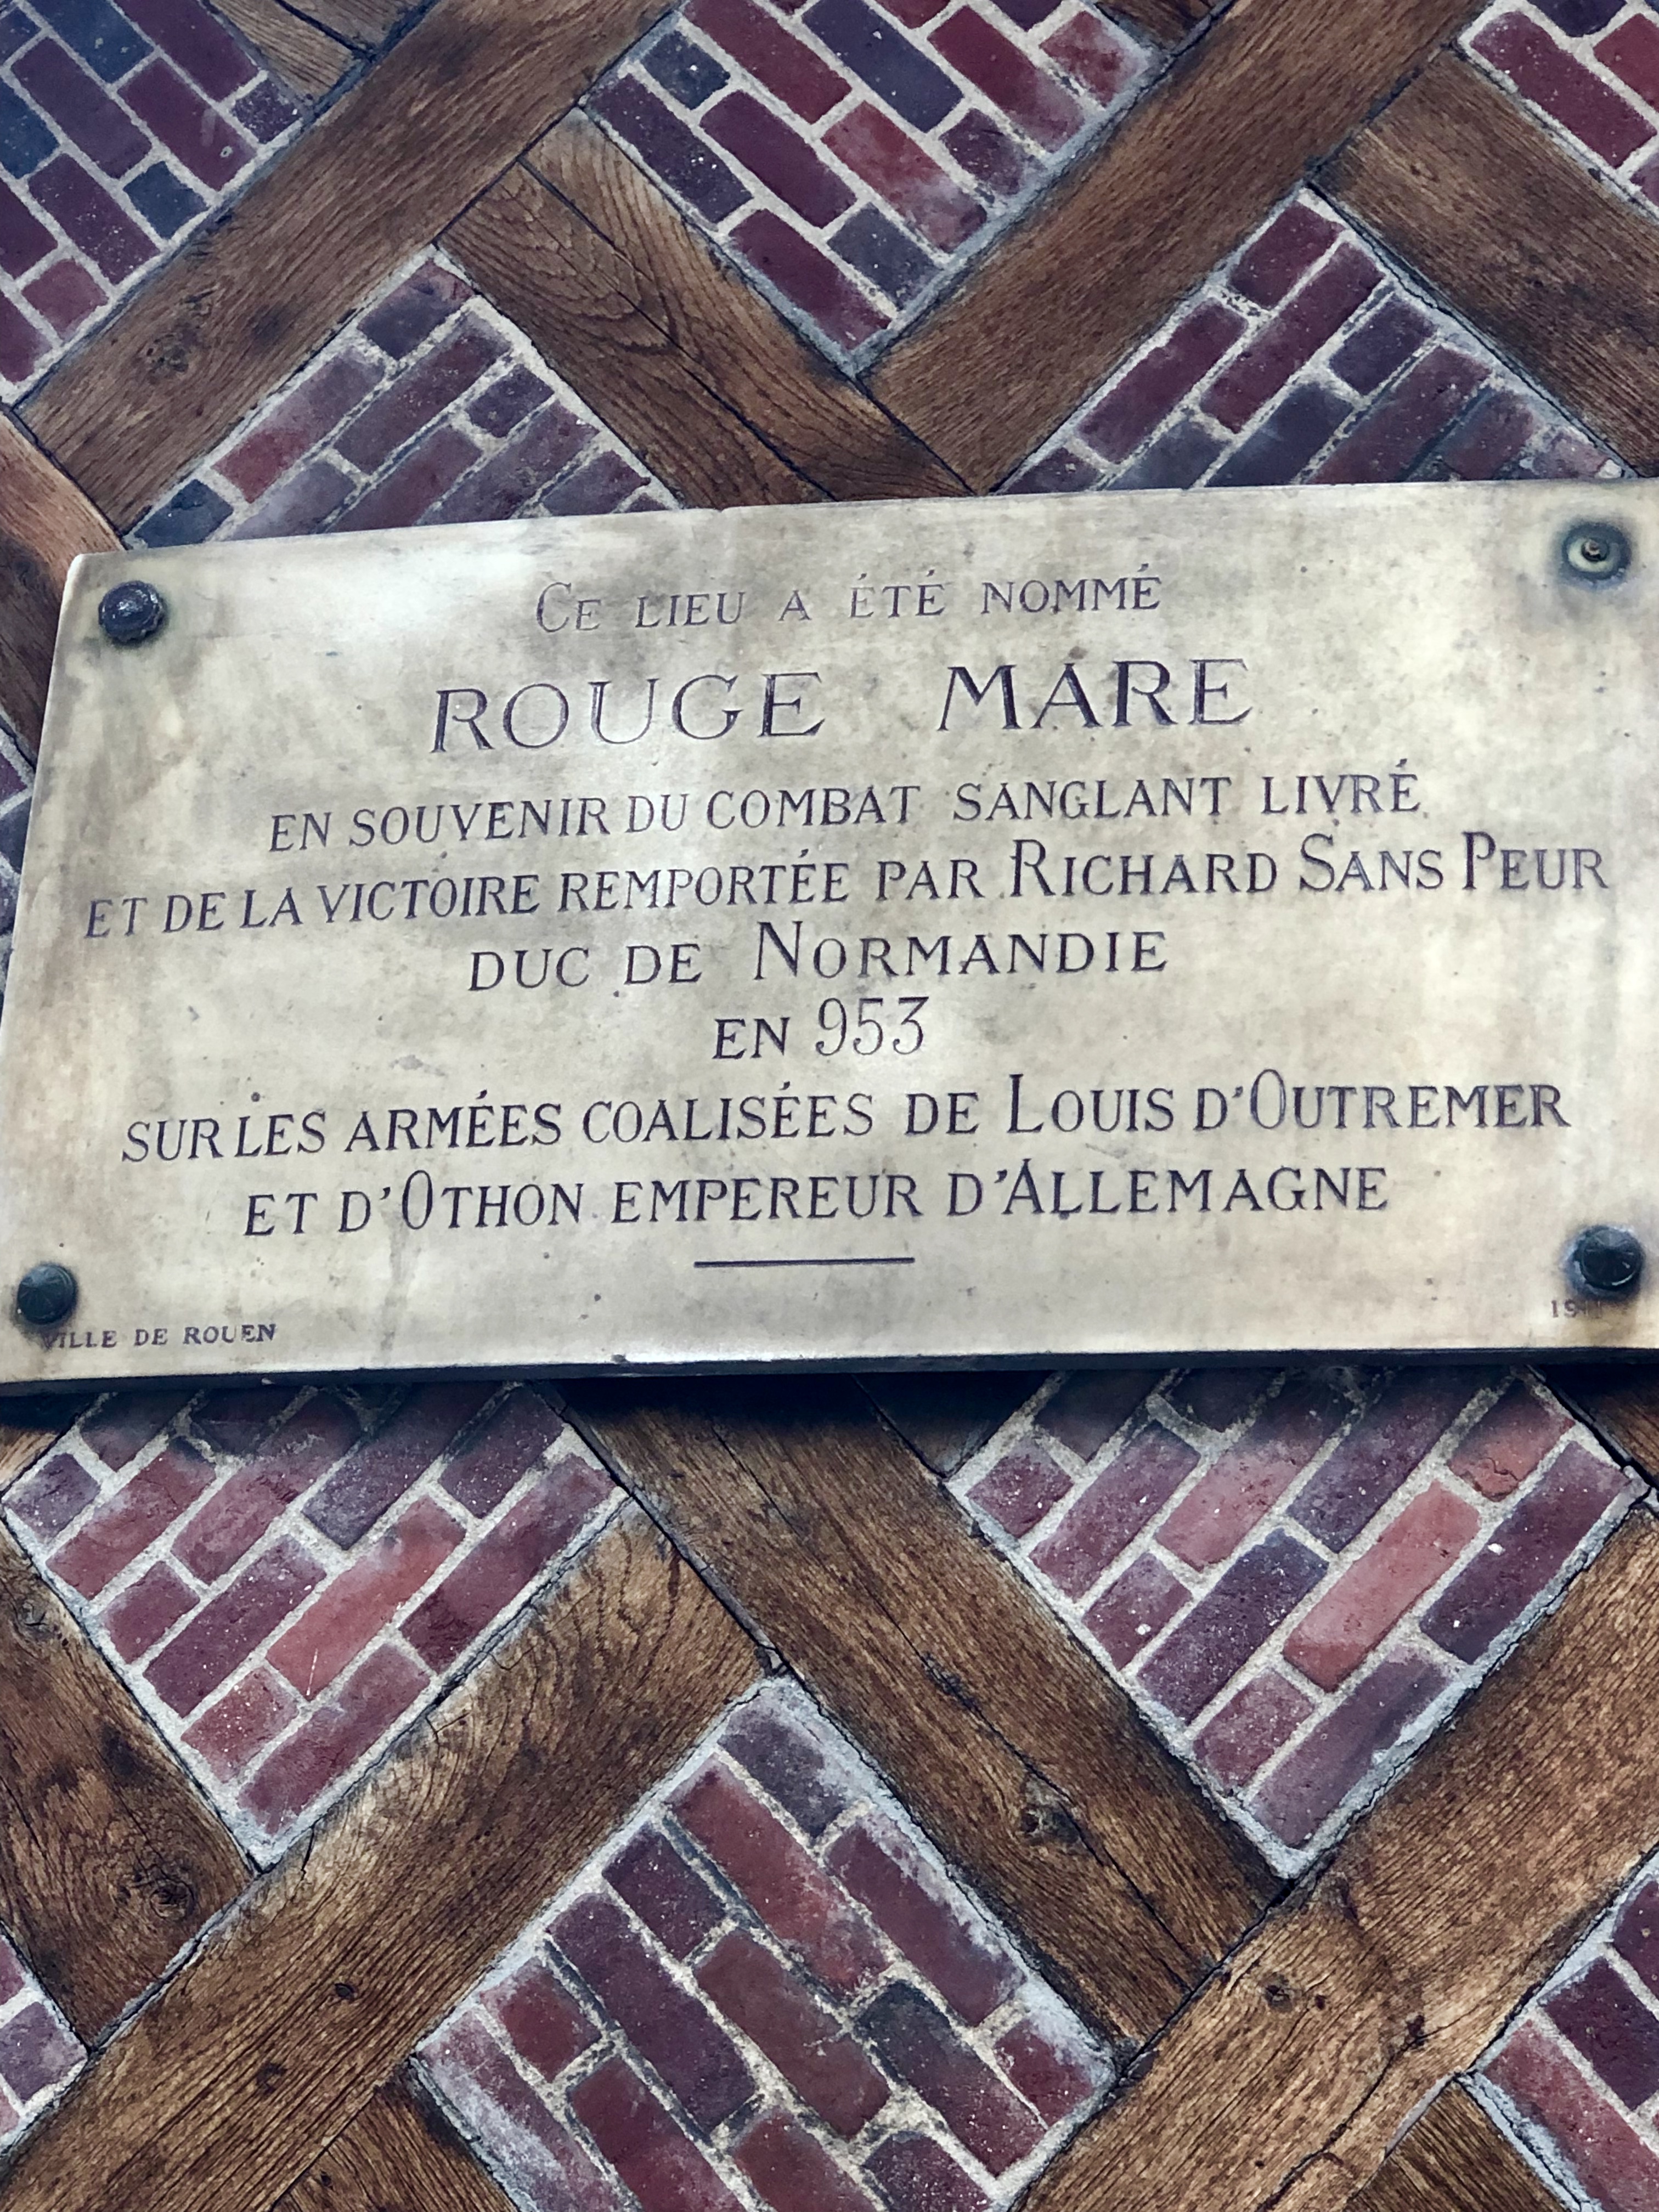 CE LIEU A ÉTÉ NOMMÉ
ROUGE MARE
EN SOUVENIR DU COMBAT SANGLANT LIVRÉ
ET DE LA VICTOIRE REMPORTÉE PAR RICHARD SANS PEUR
DUC DE NORMANDIE
EN 953
SUR LES ARMÉES COALISÉES DE LOUIS D'OUTREMER
ET D'OTHON EMPEREUR D'ALLEMAGNE
VILLE DE ROUEN